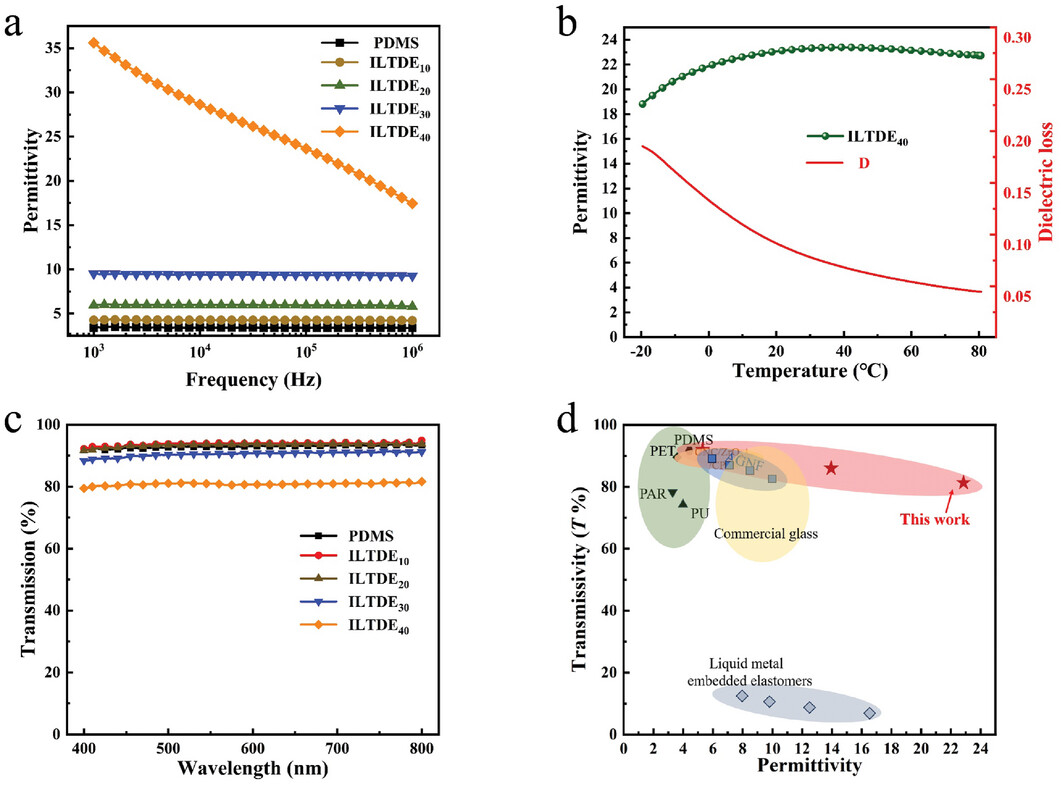 a
35
30
25
20
15
10
5
Permittivity
PDMS
ILTDE10
ILTDE20
ILTDE30
ILTDE40
10^3
10^4
10^5
10^6
Frequency (Hz)
b
24
22
20
18
16
14
12
10
8
6
4
2
0
Permittivity
ILTDE40
D
0.30
0.25
0.20
0.15
0.10
0.05
Dielectric loss
-20
0
20
40
60
80
Temperature (°C)
c
100
80
60
40
20
0
Transmission (%)
PDMS
ILTDE10
ILTDE20
ILTDE30
ILTDE40
400
500
600
700
800
Wavelength (nm)
d
100
80
60
40
20
0
Transmissivity (T %)
PDMS
PET
GNF
PAR
PU
This work
Commercial glass
Liquid metal
embedded elastomers
0
2
4
6
8
10
12
14
16
18
20
22
24
Permittivity